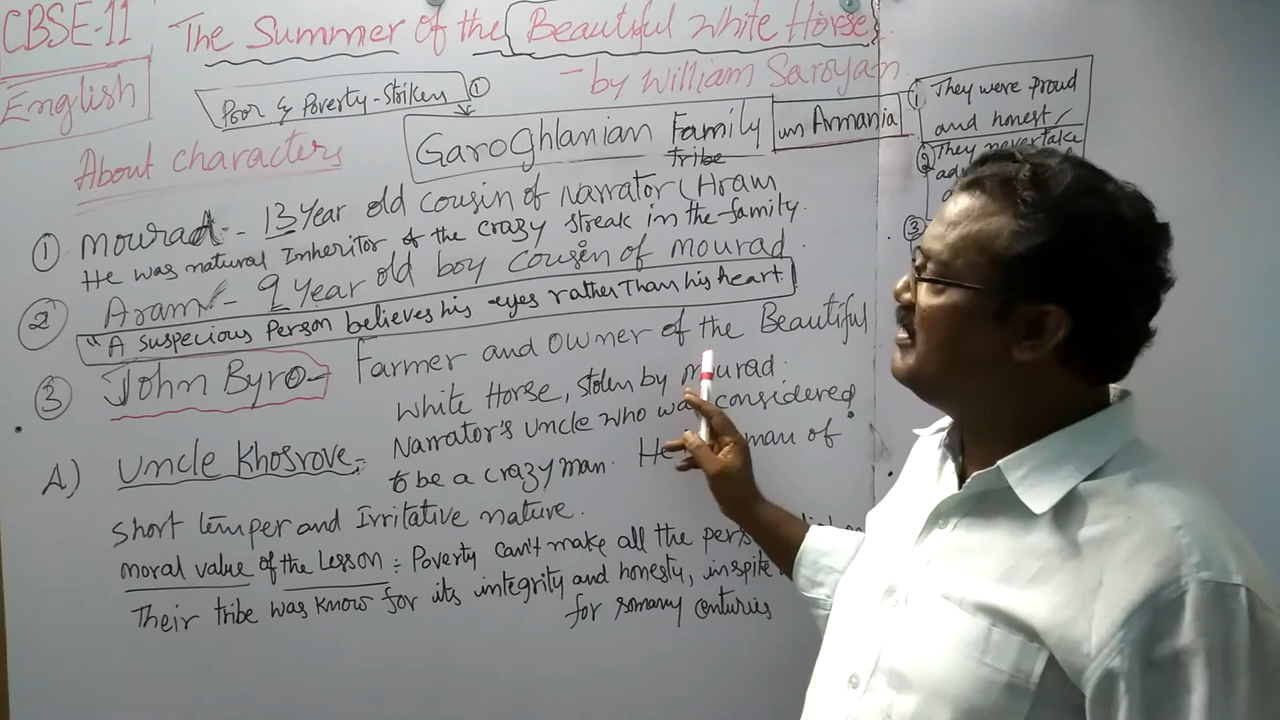 CBSE-11
English
The Summer of the Beautiful White Horse
- by William Saroyan
Poor & Poverty-Striken ①
Garoghlanian Family in Armania
tribe
About characters
① They were proud
and honest
② They never take
ad
③
① Mourad - 13 Year old cousin of Narrator (Aram
He was natural Inheritor of the crazy streak in the family.
② Aram - 9 Year old boy cousin of mourad.
"A suspecious Person believes his eyes rather Than his heart.
③ John Byro - Farmer and owner of the Beautiful
White Horse, stolen by mourad.
A) Uncle Khosrove - Narrator's uncle who was considered
to be a crazy man. He man of
short temper and Irritative nature.
moral value of the Lesson : Poverty can't make all the pers
Their tribe was know for its integrity and honesty, inspite
for somany centuries